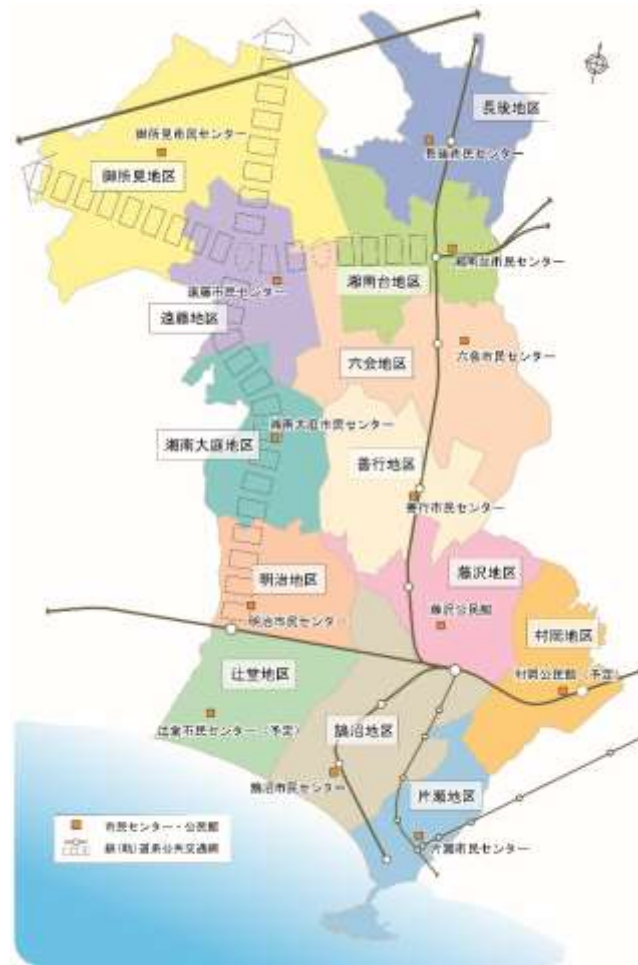 長後地区
長後市民センター
御所見市民センター
御所見地区
湘南台市民センター
湘南台地区
遠藤市民センター
遠藤地区
六会地区
六会市民センター
湘南大庭市民センター
湘南大庭地区
善行地区
善行市民センター
藤沢地区
明治地区
藤沢公民館
明治市民センター
村岡地区
村岡公民館（予定）
辻堂地区
辻堂市民センター（予定）
鵠沼地区
鵠沼市民センター
片瀬地区
片瀬市民センター
市民センター・公民館
鉄(軌)道系公共交通網